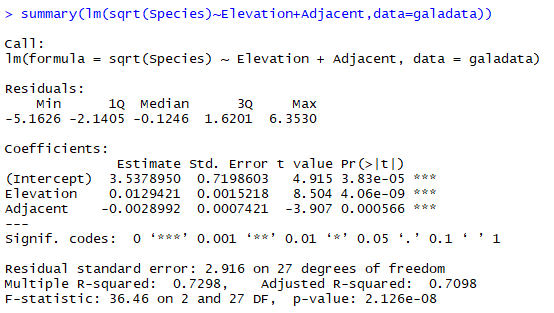 > summary(lm(sqrt(Species)~Elevation+Adjacent,data=galadata))
Call:
lm(formula = sqrt(Species) ~ Elevation + Adjacent, data = galadata)
Residuals:
    Min      1Q  Median      3Q     Max
-5.1626 -2.1405 -0.1246  1.6201  6.3530
Coefficients:
              Estimate Std. Error t value Pr(>|t|)
(Intercept)  3.5378950  0.7198603   4.915 3.83e-05 ***
Elevation    0.0129421  0.0015218   8.504 4.06e-09 ***
Adjacent    -0.0028992  0.0007421  -3.907 0.000566 ***
---
Signif. codes:  0 ‘***’ 0.001 ‘**’ 0.01 ‘*’ 0.05 ‘.’ 0.1 ‘ ’ 1
Residual standard error: 2.916 on 27 degrees of freedom
Multiple R-squared:  0.7298,    Adjusted R-squared:  0.7098
F-statistic: 36.46 on 2 and 27 DF,  p-value: 2.126e-08